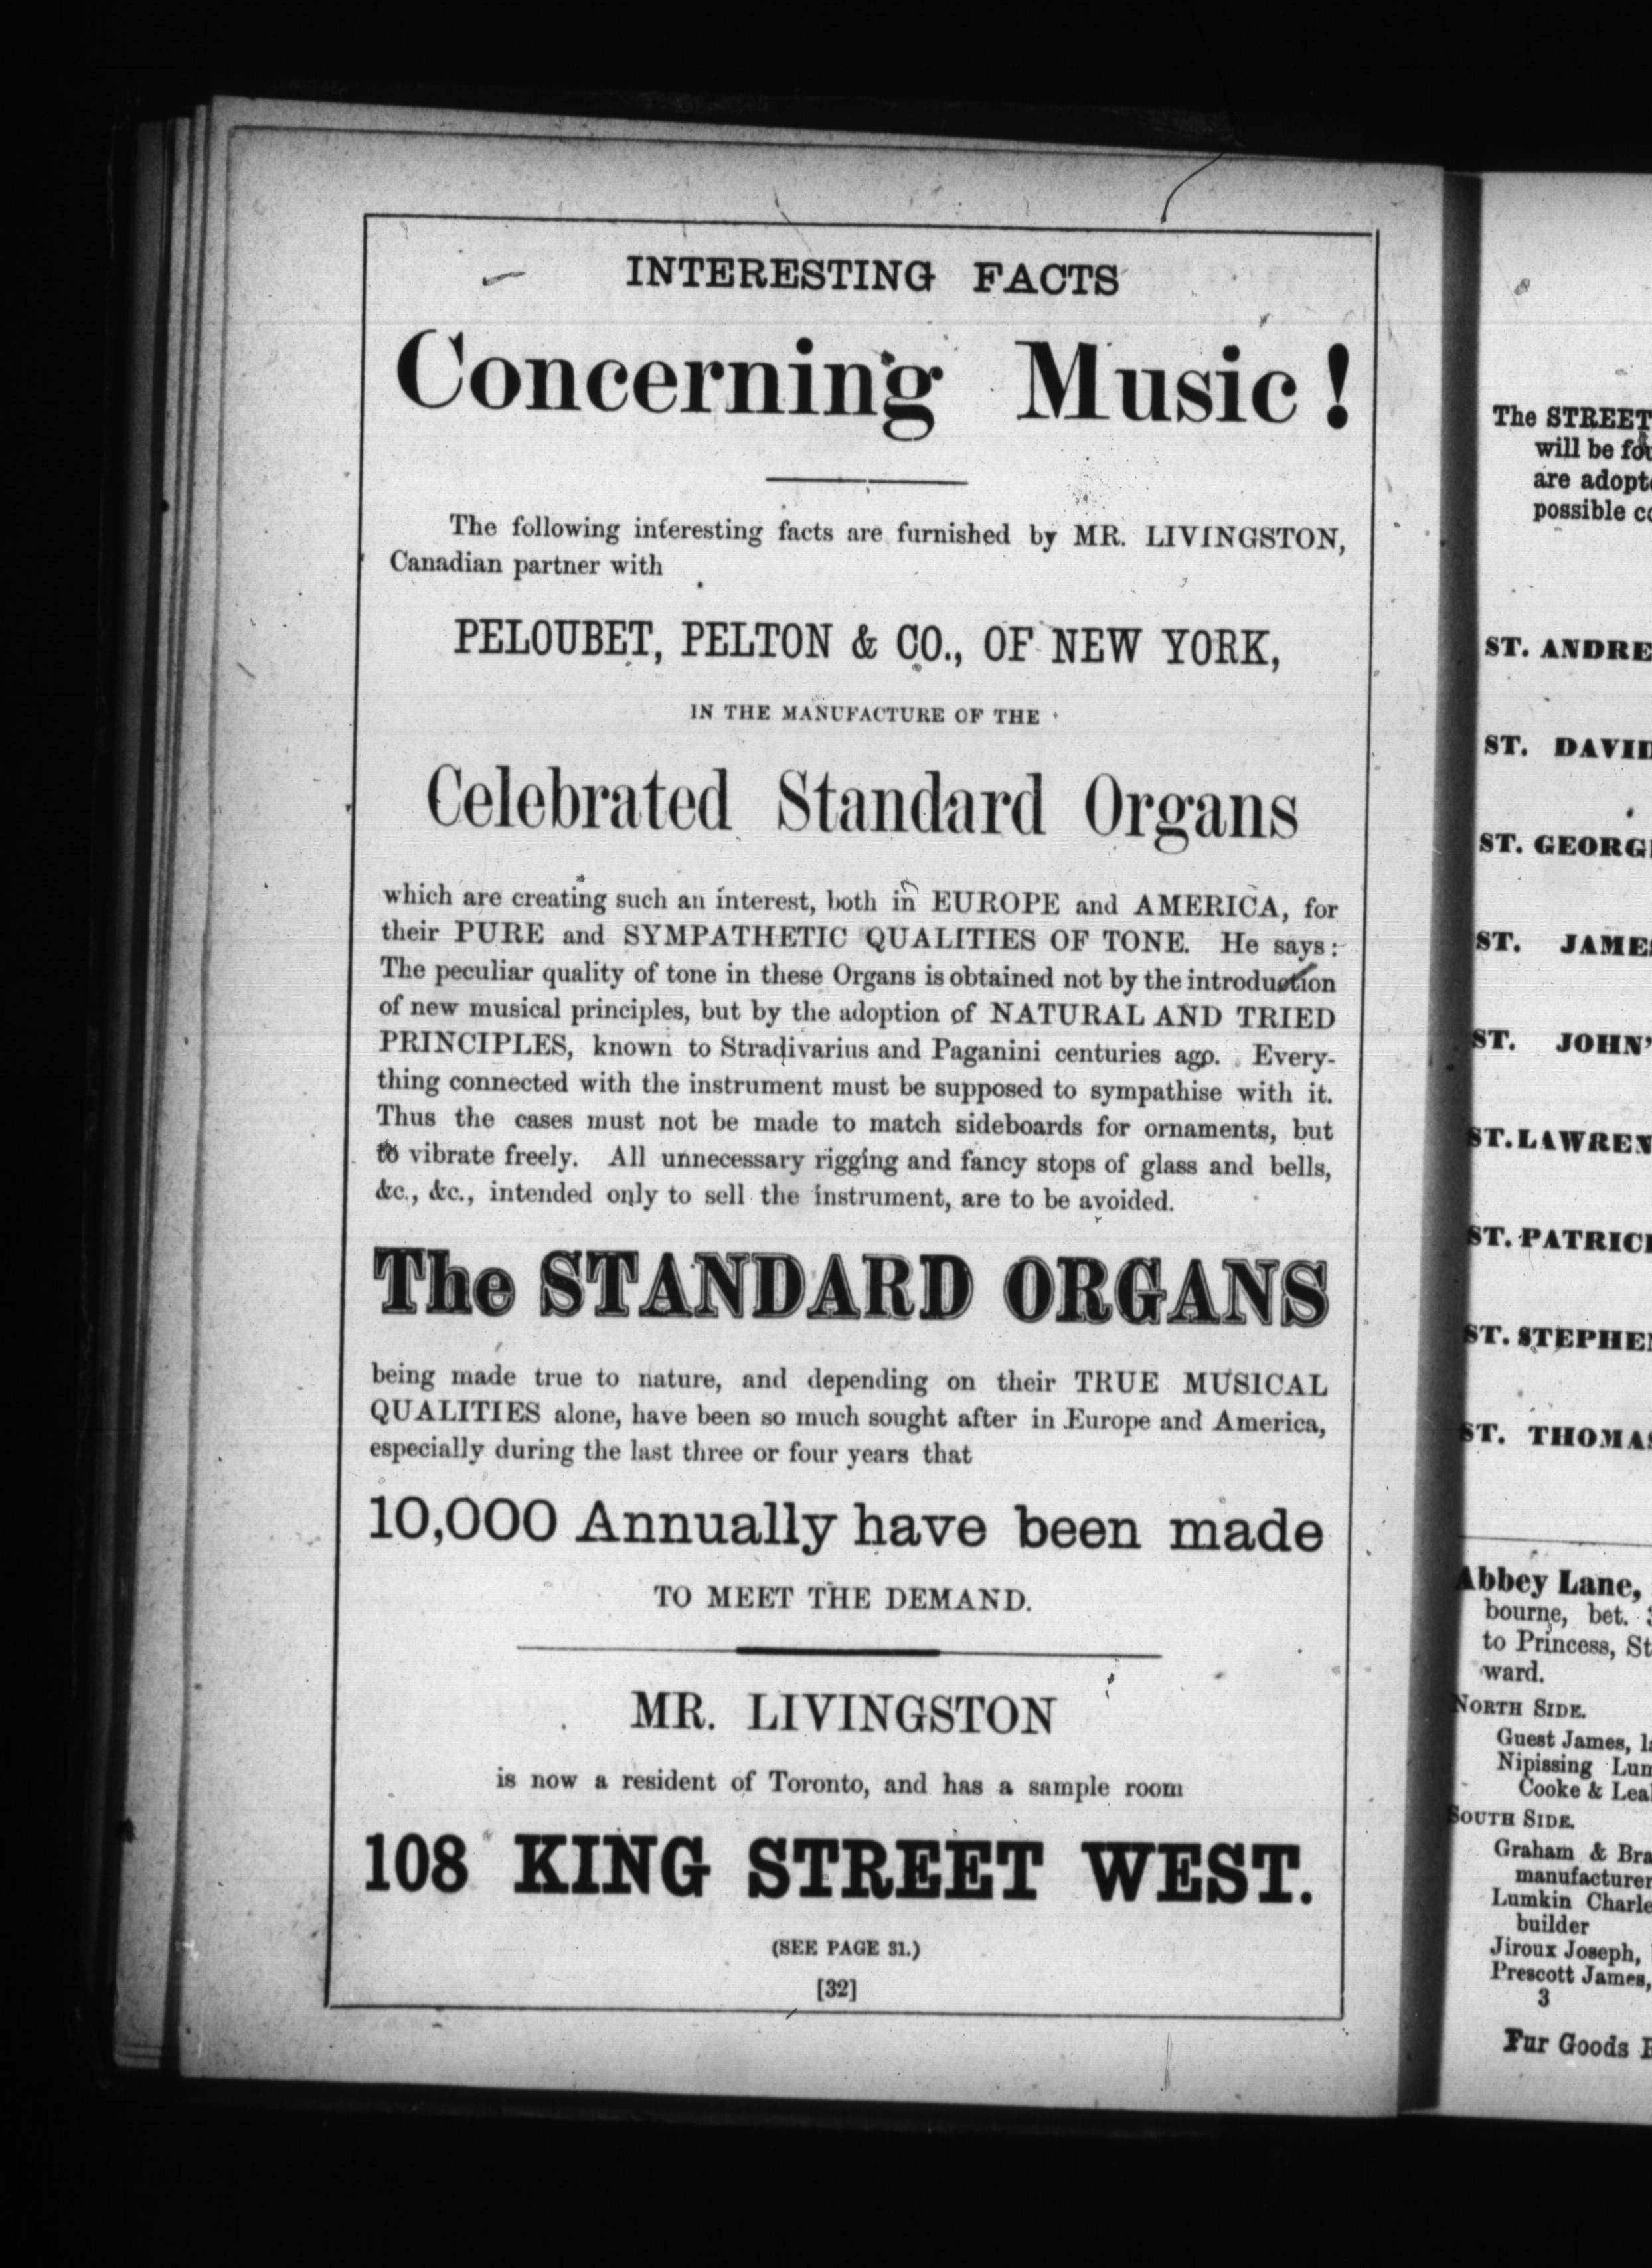 INTERESTING FACTS
Concerning Music!
The following interesting facts are furnished by MR. LIVINGSTON,
Canadian partner with
PELOUBET, PELTON & CO., OF NEW YORK,
IN THE MANUFACTURE OF THE
Celebrated Standard Organs
which are creating such an interest, both in EUROPE and AMERICA, for
their PURE and SYMPATHETIC QUALITIES OF TONE. He says:
The peculiar quality of tone in these Organs is obtained not by the introduction
of new musical principles, but by the adoption of NATURAL AND TRIED
PRINCIPLES, known to Stradivarius and Paganini centuries ago. Every-
thing connected with the instrument must be supposed to sympathise with it.
Thus the cases must not be made to match sideboards for ornaments, but
to vibrate freely. All unnecessary rigging and fancy stops of glass and bells,
&c., &c., intended only to sell the instrument, are to be avoided.
The STANDARD ORGANS
being made true to nature, and depending on their TRUE MUSICAL
QUALITIES alone, have been so much sought after in Europe and America,
especially during the last three or four years that
10,000 Annually have been made
TO MEET THE DEMAND.
MR. LIVINGSTON
is now a resident of Toronto, and has a sample room
108 KING STREET WEST.
(SEE PAGE 31.)
[32]
The STREET
will be
are
possible
ST. ANDRE
ST. DAVID
ST. GEORG
ST. JAMES
ST. JOHN'
ST. LAWREN
ST. PATRIC
ST. STEPHE
ST. THOMAS
Abbey Lane,
bourne, bet.
to Princess, St
ward.
NORTH SIDE.
Guest James,
Nipissing
Cooke &
SOUTH SIDE.
Graham &
manufacturer
Lumkin
builder
Jiroux Joseph,
Prescott James,
3
Fur Goods